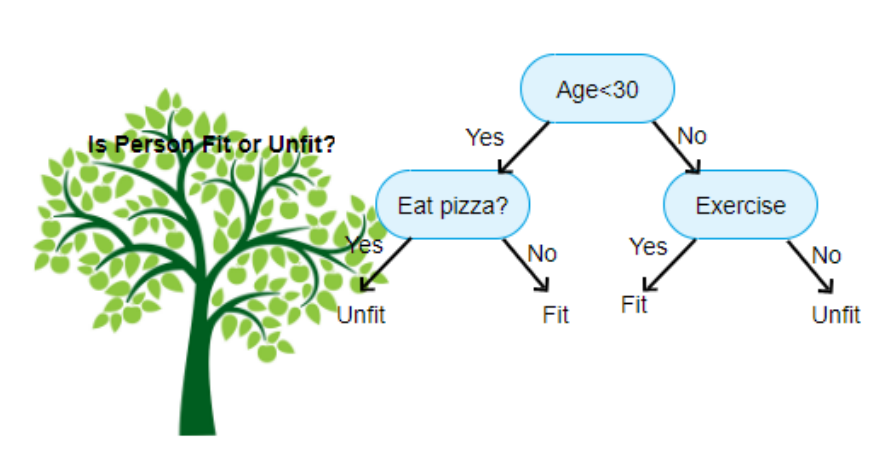 Age<30
Is Person Fit or Unfit?
Yes
No
Eat pizza?
Exercise
Yes
No
Yes
No
Unfit
Fit
Fit
Unfit